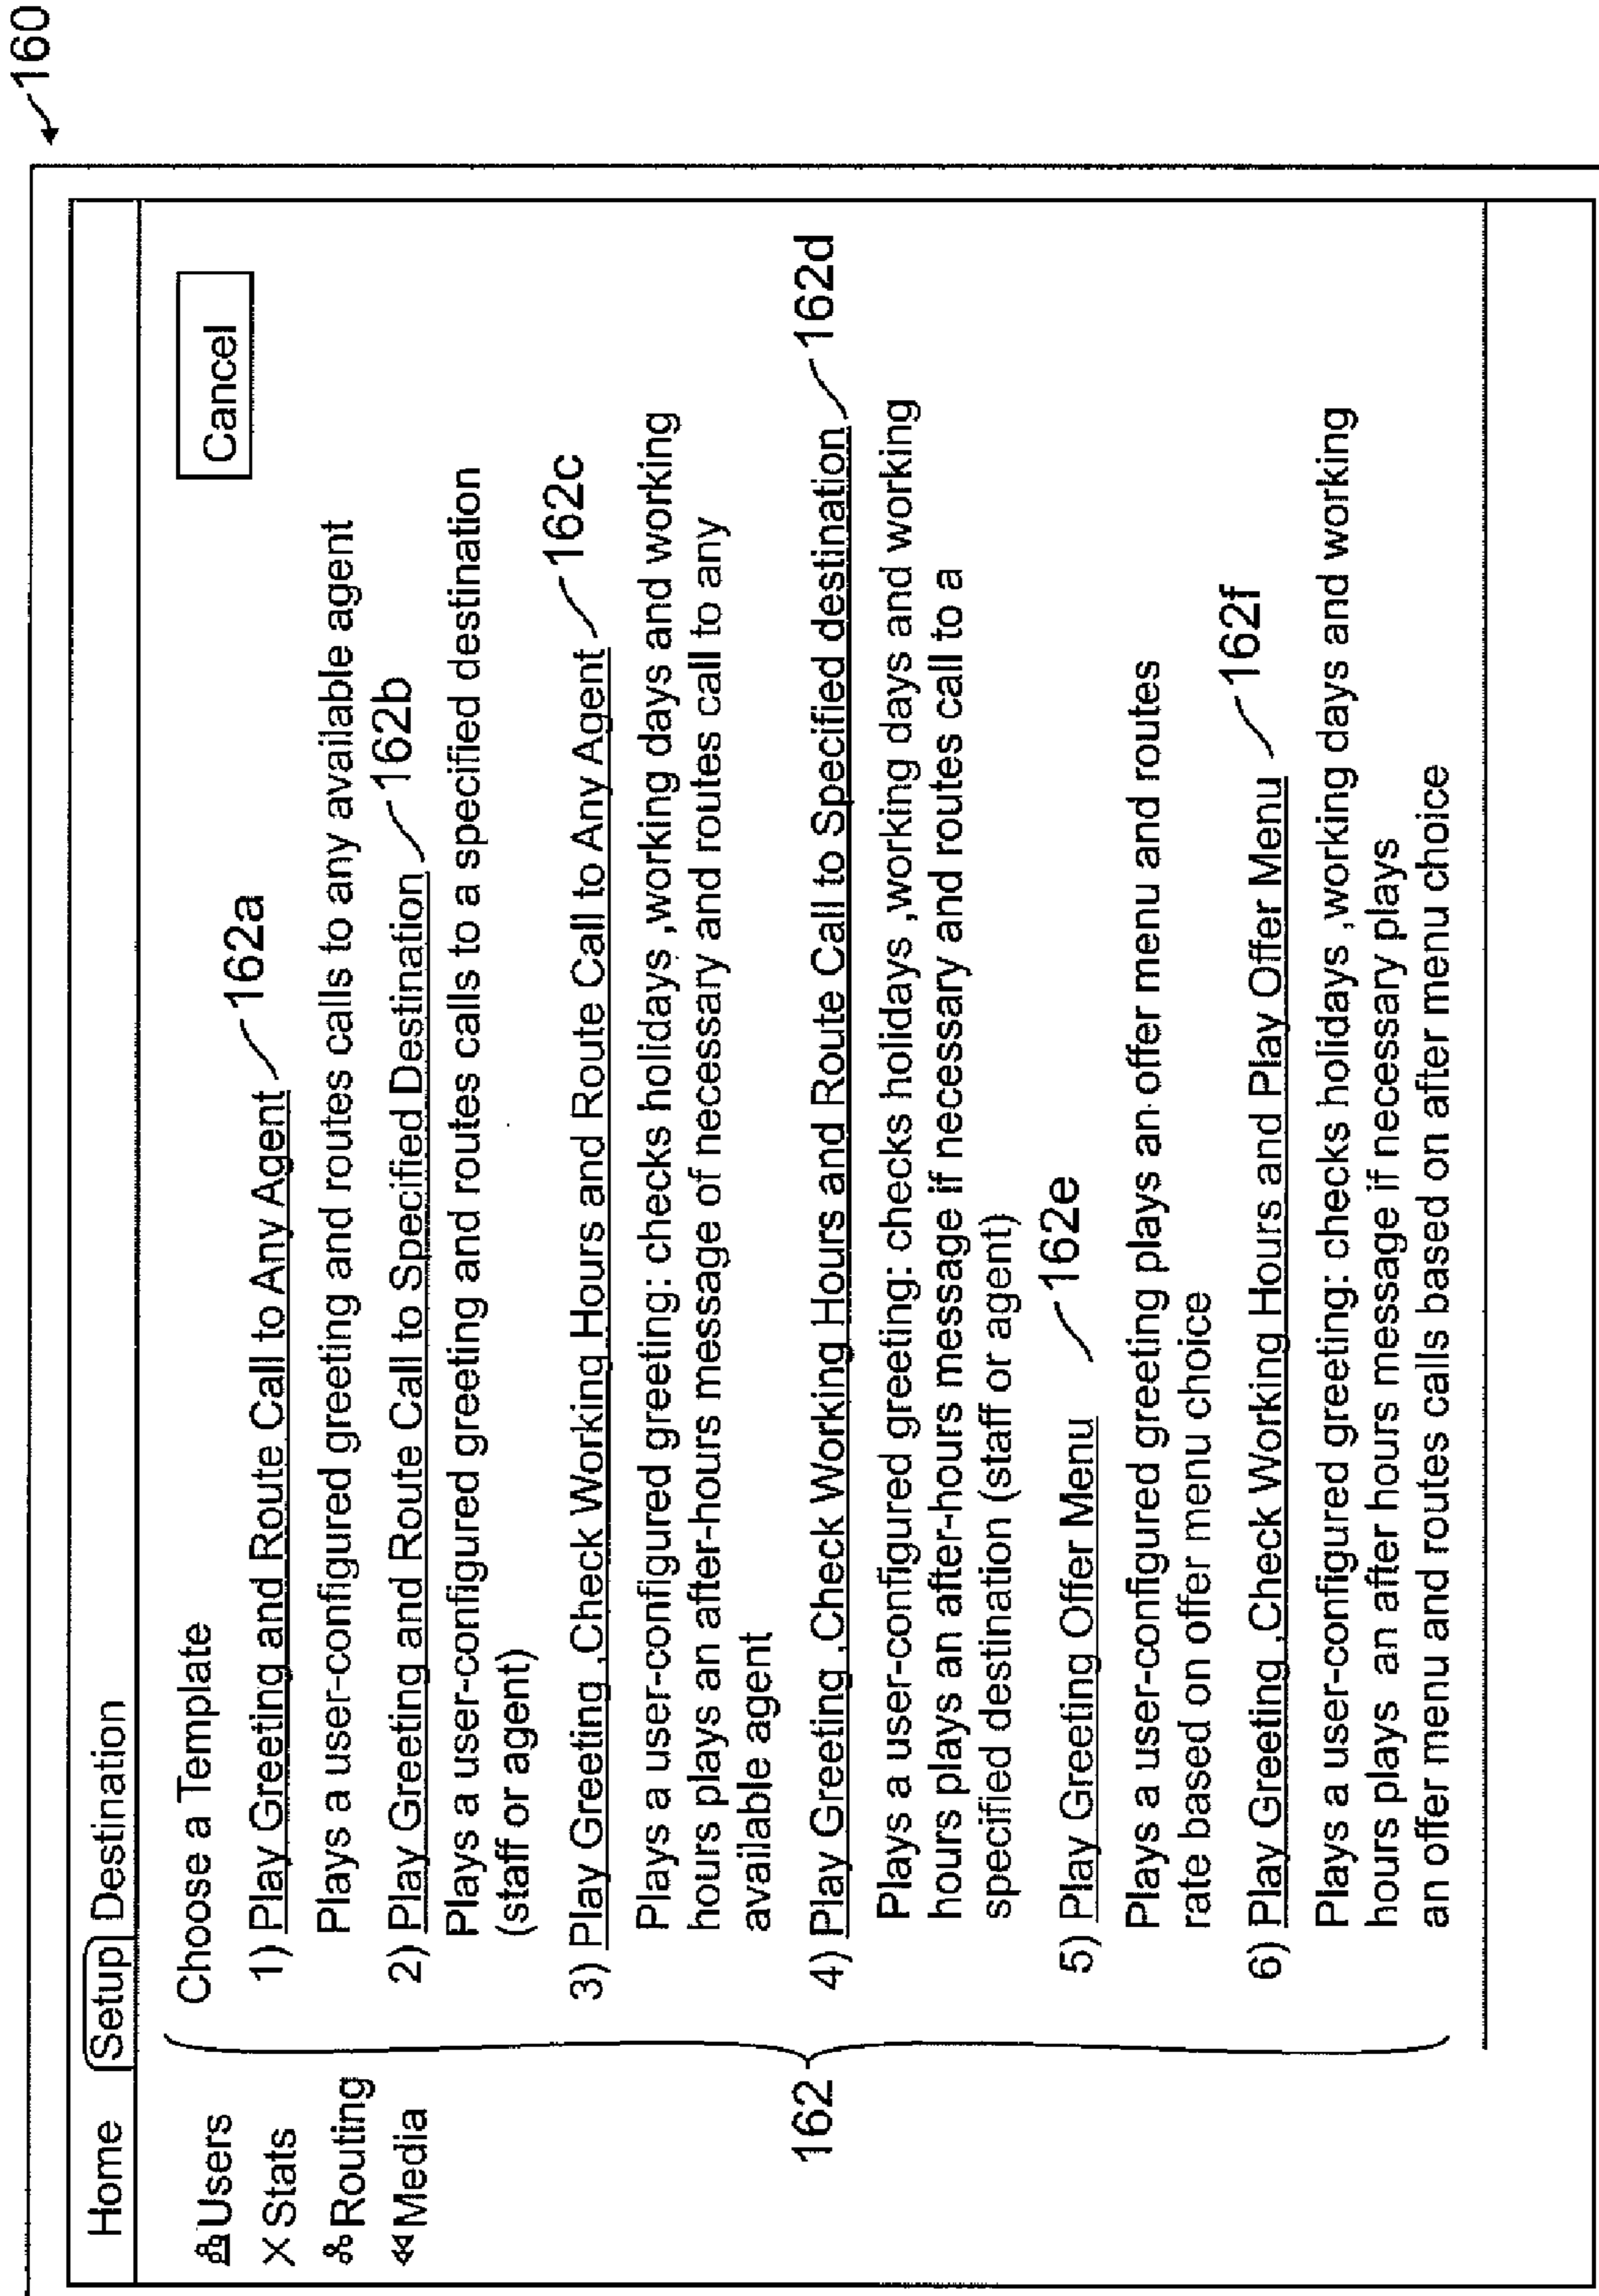 160
Home Setup Destination
Users
X Stats
Routing
Media
162
Choose a Template
Cancel
1) Play Greeting and Route Call to Any Agent 162a
Plays a user-configured greeting and routes calls to any available agent
2) Play Greeting and Route Call to Specified Destination 162b
Plays a user-configured greeting and routes calls to a specified destination
(staff or agent)
3) Play Greeting ,Check Working Hours and Route Call to Any Agent 162c
Plays a user-configured greeting: checks holidays ,working days and working
hours plays an after-hours message of necessary and routes call to any
available agent
4) Play Greeting ,Check Working Hours and Route Call to Specified destination 162d
Plays a user-configured greeting: checks holidays ,working days and working
hours plays an after-hours message if necessary and routes call to a
specified destination (staff or agent)
5) Play Greeting Offer Menu 162e
Plays a user-configured greeting plays an offer menu and routes
rate based on offer menu choice
6) Play Greeting ,Check Working Hours and Play Offer Menu 162f
Plays a user-configured greeting: checks holidays ,working days and working
hours plays an after hours message if necessary plays
an offer menu and routes calls based on after menu choice